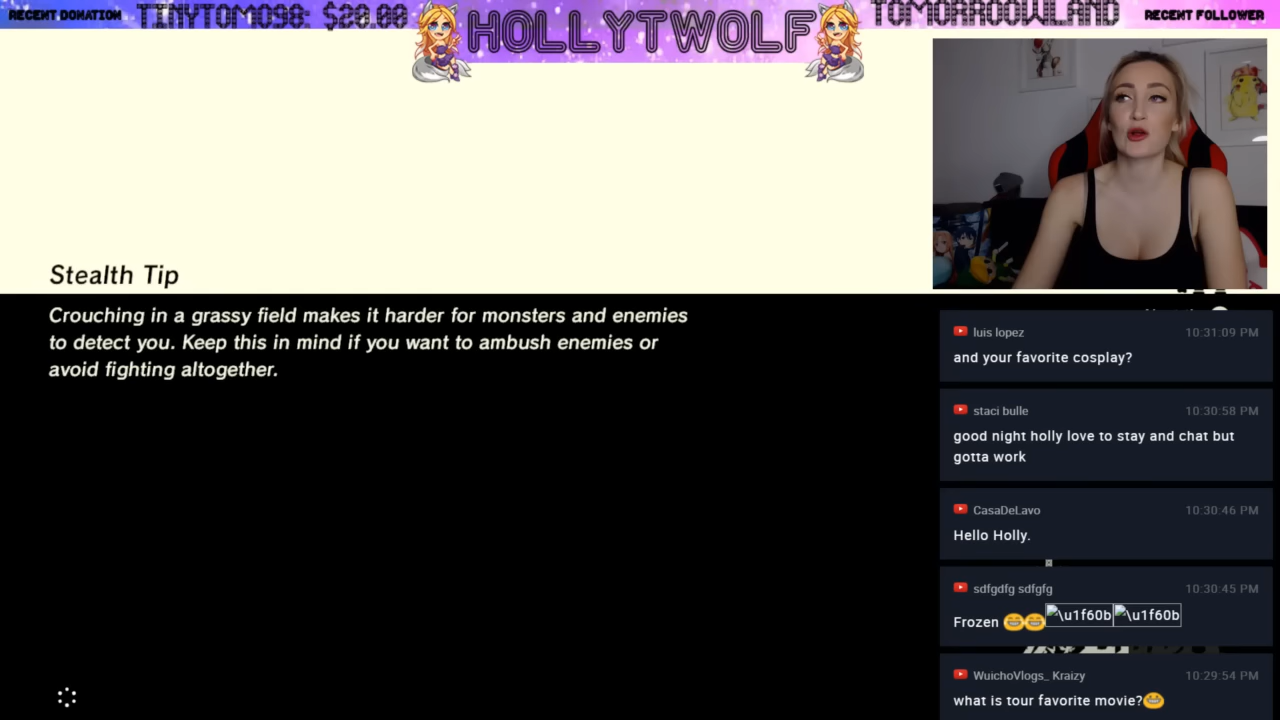 RECENT DONATION
TINYTOMO98: $20.00
HOLLYTWOLF
TOMORROOWLAND
RECENT FOLLOWER
Stealth Tip
Crouching in a grassy field makes it harder for monsters and enemies
to detect you. Keep this in mind if you want to ambush enemies or
avoid fighting altogether.
luis lopez 10:31:09 PM
and your favorite cosplay?
staci bulle 10:30:58 PM
good night holly love to stay and chat but
gotta work
CasaDeLavo 10:30:46 PM
Hello Holly.
sdfgdfg sdfgfg 10:30:45 PM
Frozen 😁😁\u1f60b\u1f60b
WuichoVlogs_ Kraizy 10:29:54 PM
what is tour favorite movie?😁